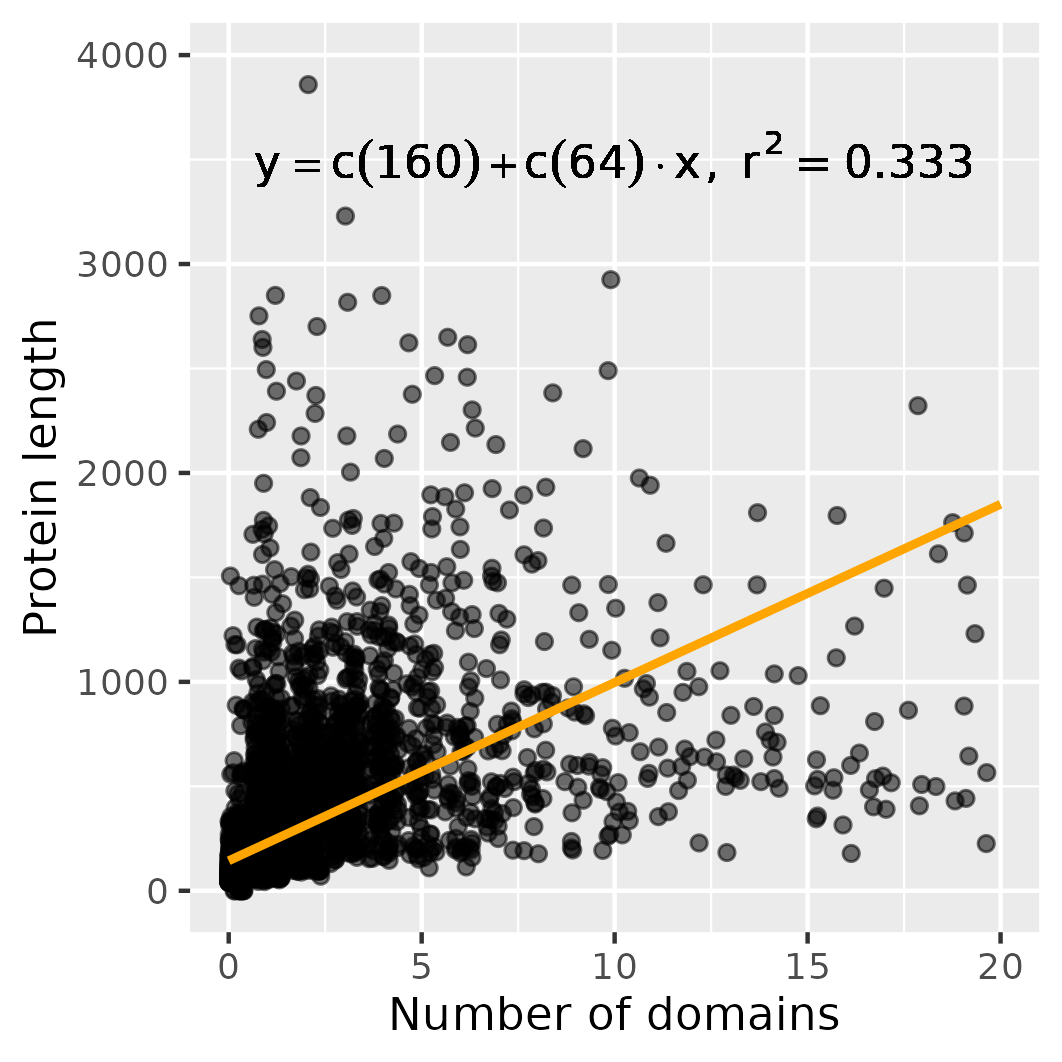 4000
y = c(160)+c(64) · x, r² = 0.333
3000
Protein length
2000
1000
0
0 5 10 15 20
Number of domains